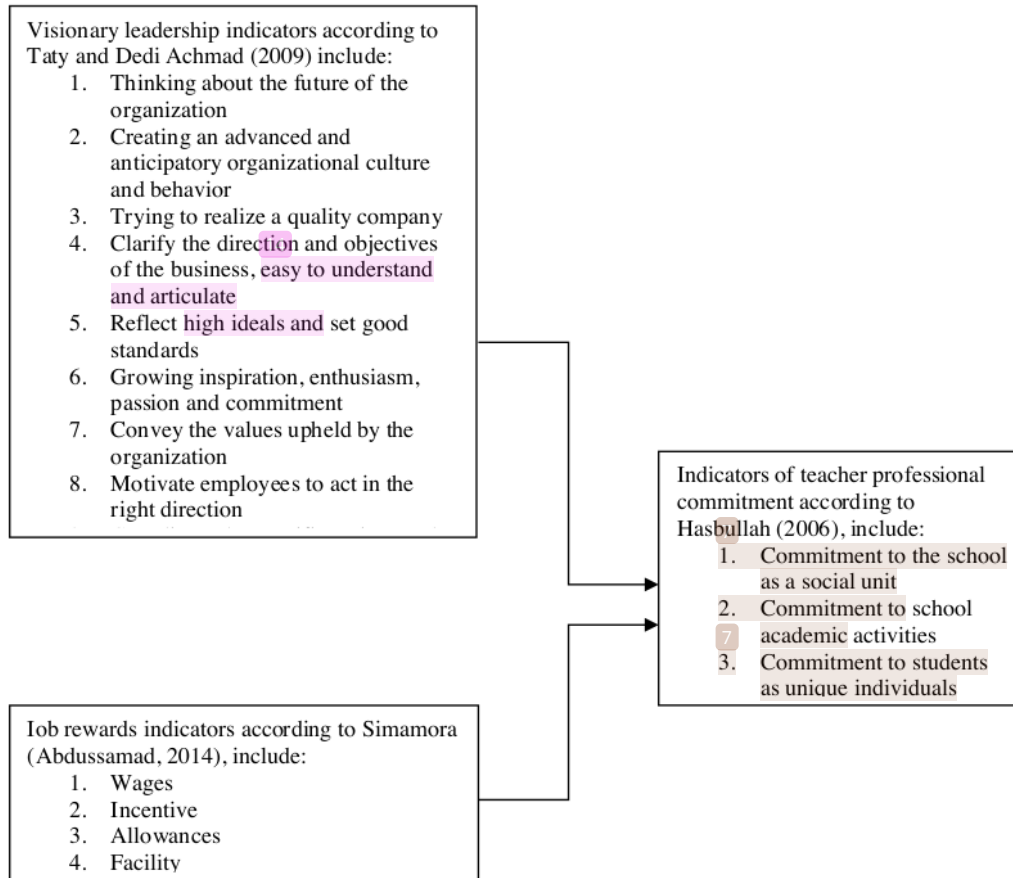 Visionary leadership indicators according to
Taty and Dedi Achmad (2009) include:
1. Thinking about the future of the
organization
2. Creating an advanced and
anticipatory organizational culture
and behavior
3. Trying to realize a quality company
4. Clarify the direction and objectives
of the business, easy to understand
and articulate
5. Reflect high ideals and set good
standards
6. Growing inspiration, enthusiasm,
passion and commitment
7. Convey the values upheld by the
organization
8. Motivate employees to act in the
right direction
Indicators of teacher professional
commitment according to
Hasbullah (2006), include:
1. Commitment to the school
as a social unit
2. Commitment to school
7 academic activities
3. Commitment to students
as unique individuals
Iob rewards indicators according to Simamora
(Abdussamad, 2014), include:
1. Wages
2. Incentive
3. Allowances
4. Facility